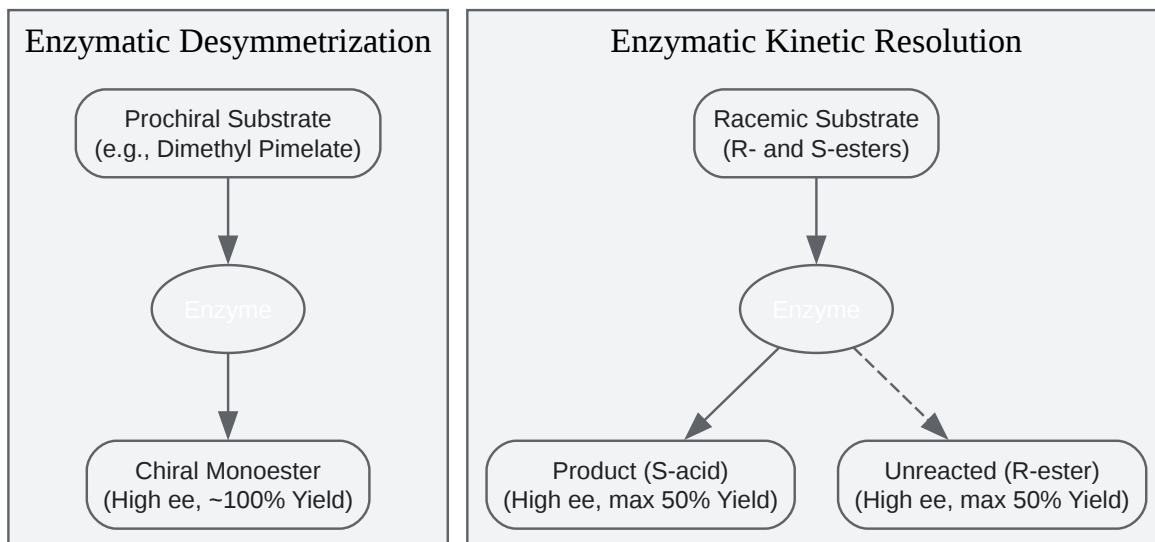 Enzymatic Desymmetrization
Prochiral Substrate
(e.g., Dimethyl Pimelate)
Enzyme
Chiral Monoester
(High ee, ~100% Yield)
Enzymatic Kinetic Resolution
Racemic Substrate
(R- and S-esters)
Enzyme
Product (S-acid)
(High ee, max 50% Yield)
Unreacted (R-ester)
(High ee, max 50% Yield)